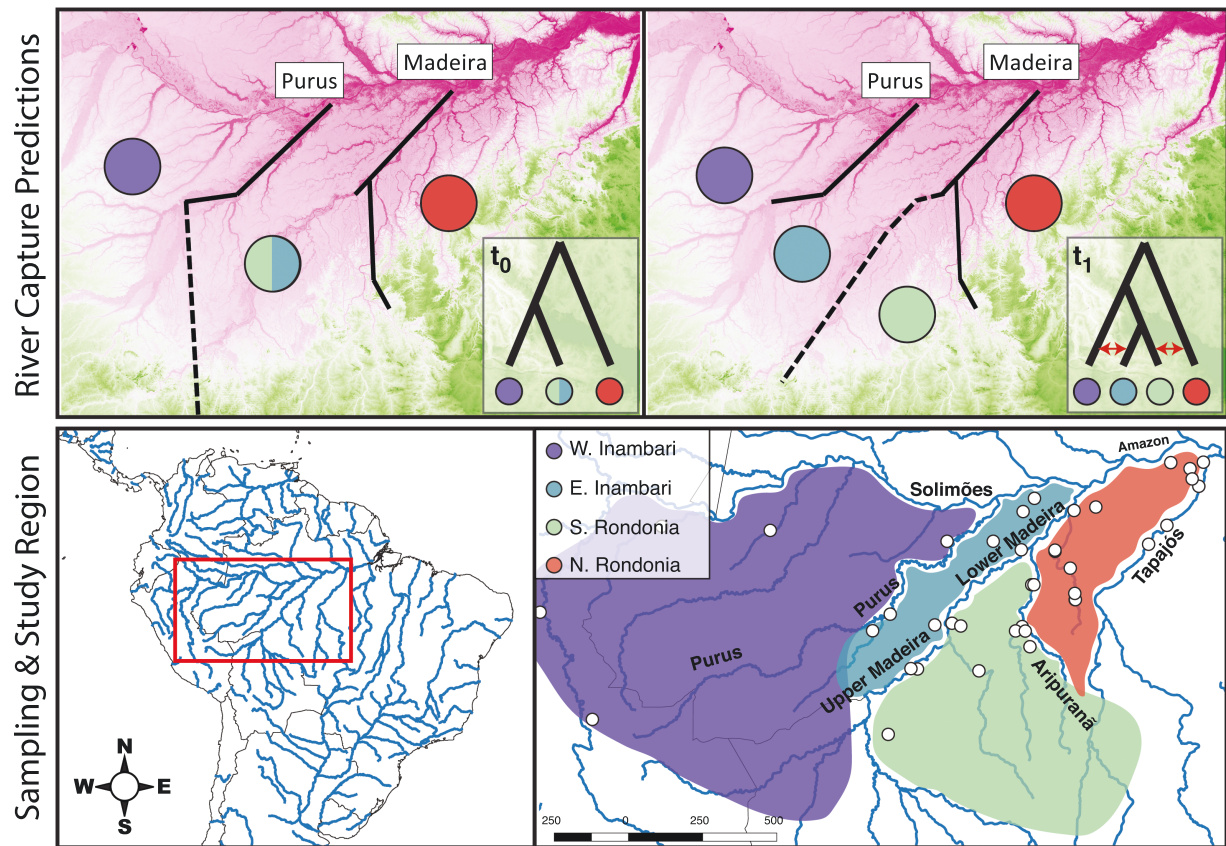 River Capture Predictions
Purus
Madeira
t0
Purus
Madeira
t1
Sampling & Study Region
N
W E
S
W. Inambari
E. Inambari
S. Rondonia
N. Rondonia
Amazon
Solimões
Lower Madeira
Tapajós
Purus
Purus
Upper Madeira
Aripuranã
250 0 250 500